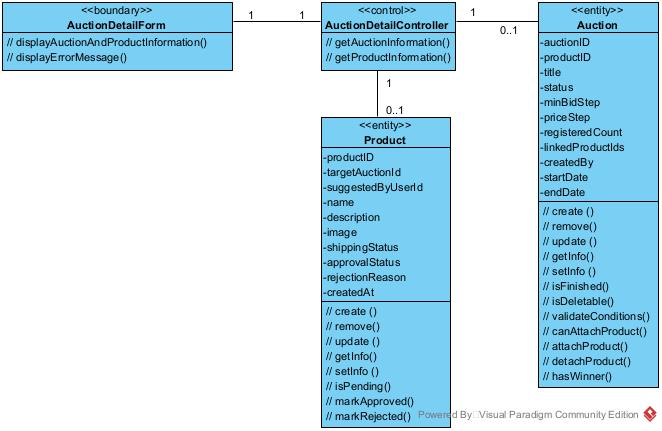 <<boundary>>
AuctionDetailForm
// displayAuctionAndProductInformation()
// displayErrorMessage()
1
1
<<control>>
AuctionDetailController
// getAuctionInformation()
// getProductInformation()
1
0..1
<<entity>>
Auction
-auctionID
-productID
-title
-status
-minBidStep
-priceStep
-registeredCount
-linkedProductIds
-createdBy
-startDate
-endDate
// create ()
// remove()
// update ()
// getInfo()
// setInfo ()
// isFinished()
// isDeletable()
// validateConditions()
// canAttachProduct()
// attachProduct()
// detachProduct()
// hasWinner()
1
0..1
<<entity>>
Product
-productID
-targetAuctionId
-suggestedByUserId
-name
-description
-image
-shippingStatus
-approvalStatus
-rejectionReason
-createdAt
// create ()
// remove()
// update ()
// getInfo()
// setInfo ()
// isPending()
// markApproved()
// markRejected()
Powered By Visual Paradigm Community Edition